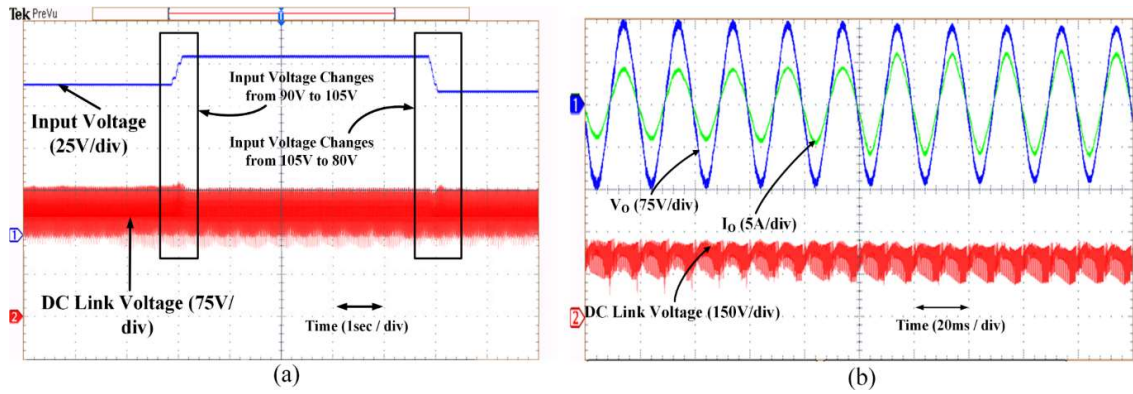 Tek PreVu
Input Voltage
(25V/div)
Input Voltage Changes
from 90V to 105V
Input Voltage Changes
from 105V to 80V
1
DC Link Voltage (75V/
div)
Time (1sec / div)
2
(a)
1
V_O (75V/div)
I_O (5A/div)
DC Link Voltage (150V/div)
Time (20ms / div)
2
(b)